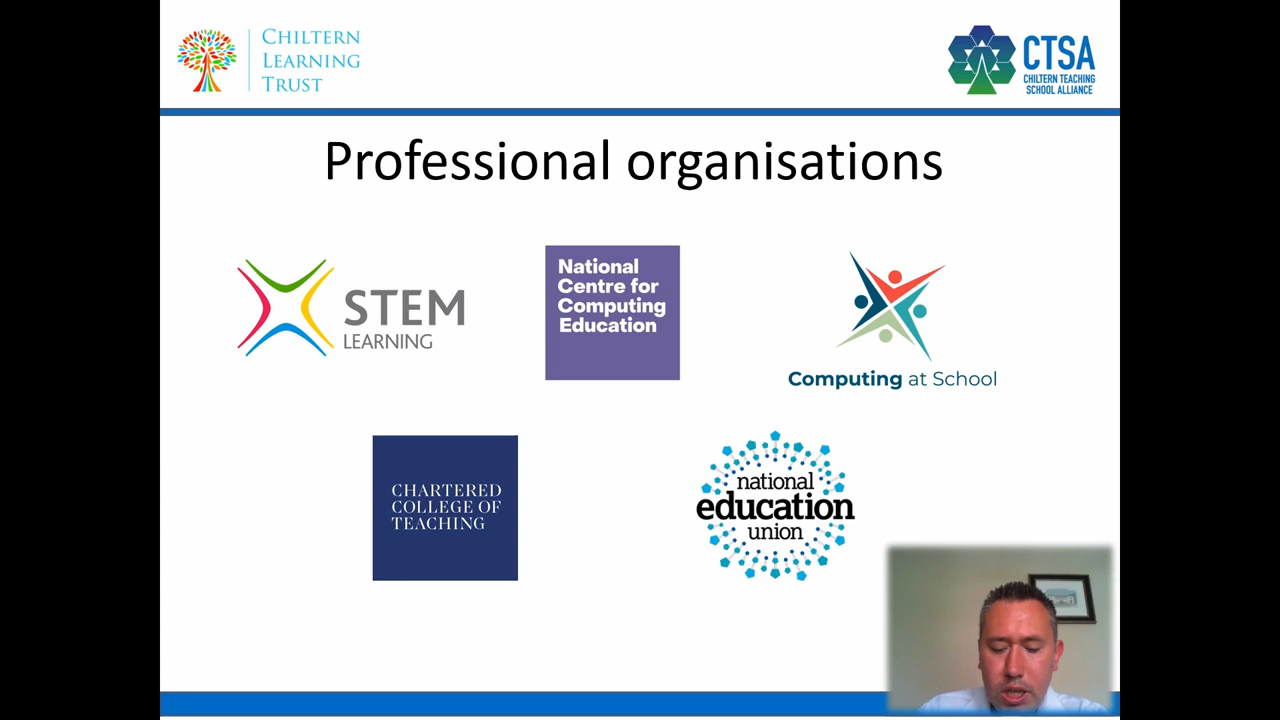 CHILTERN
LEARNING
TRUST
CTSA
CHILTERN TEACHING
SCHOOL ALLIANCE
Professional organisations
STEM
LEARNING
National
Centre for
Computing
Education
Computing at School
CHARTERED
COLLEGE OF
TEACHING
national
education
union